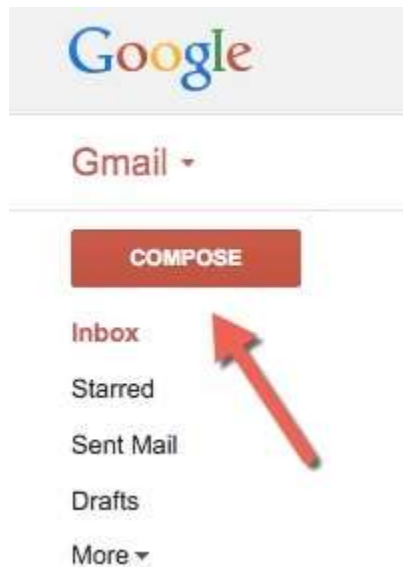 Google
Gmail
COMPOSE
Inbox
Starred
Sent Mail
Drafts
More